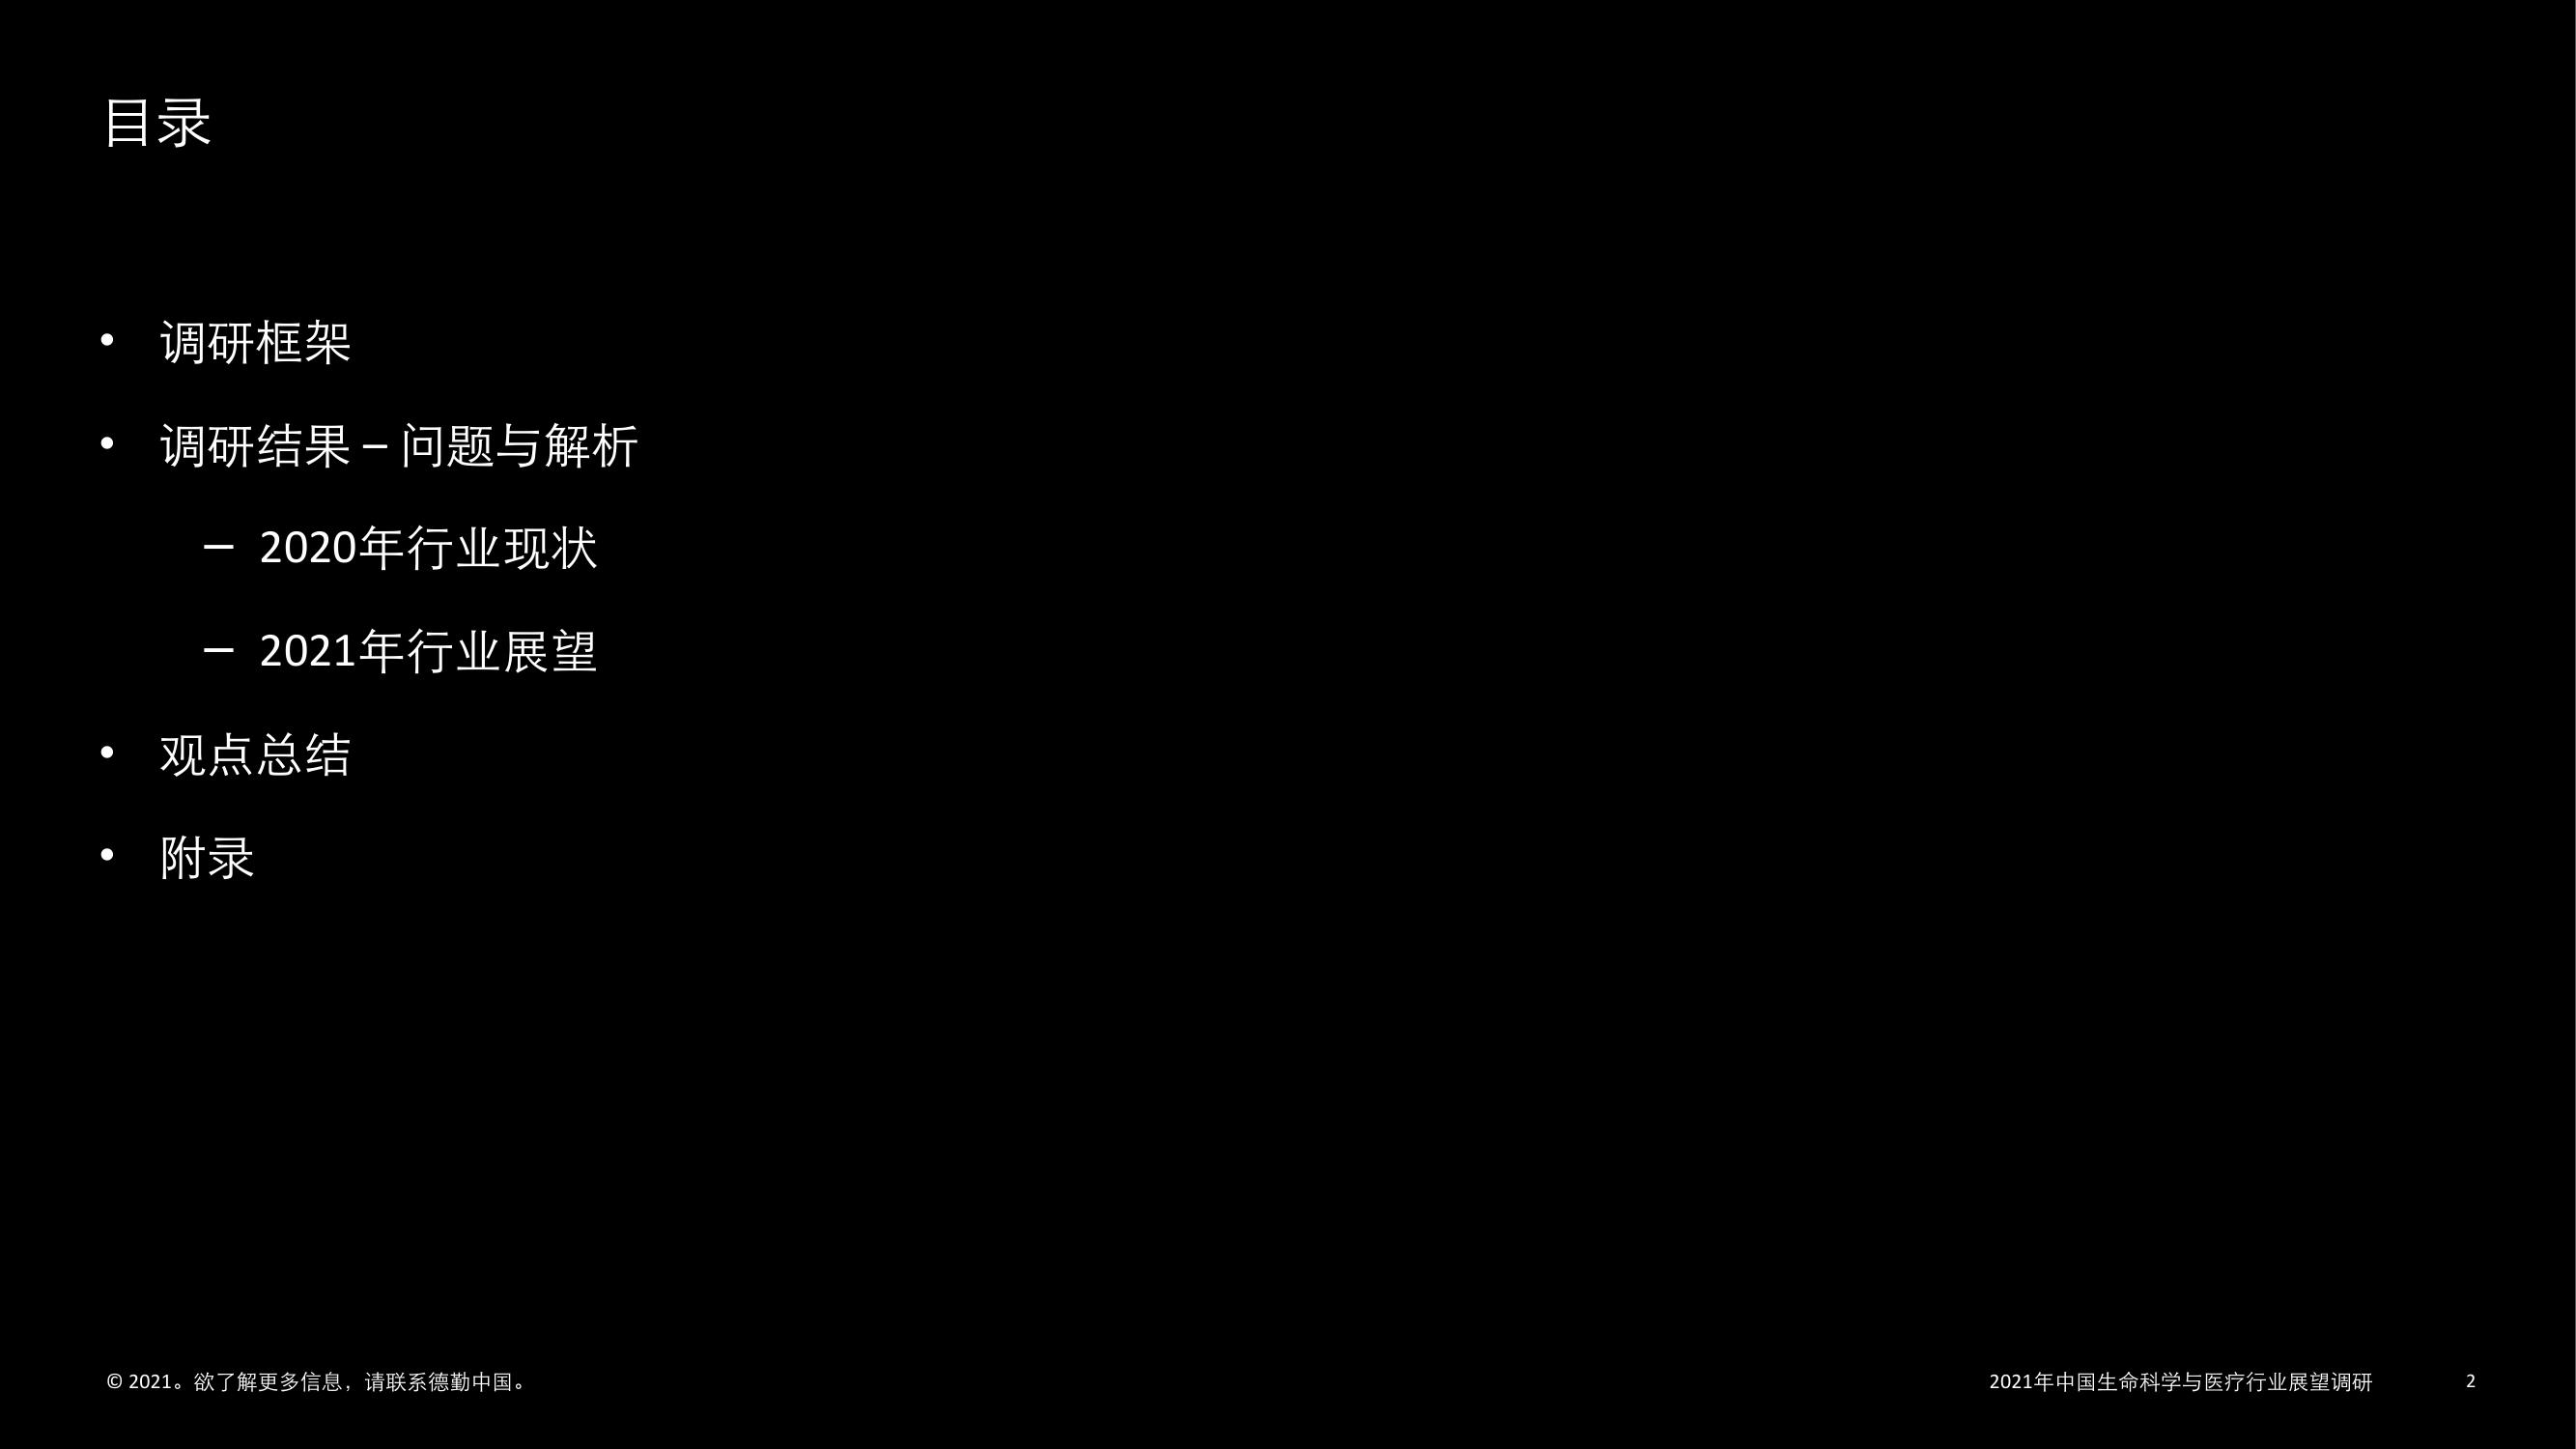 目录
• 调研框架
• 调研结果 – 问题与解析
– 2020年行业现状
– 2021年行业展望
• 观点总结
• 附录
© 2021。欲了解更多信息，请联系德勤中国。
2021年中国生命科学与医疗行业展望调研 2